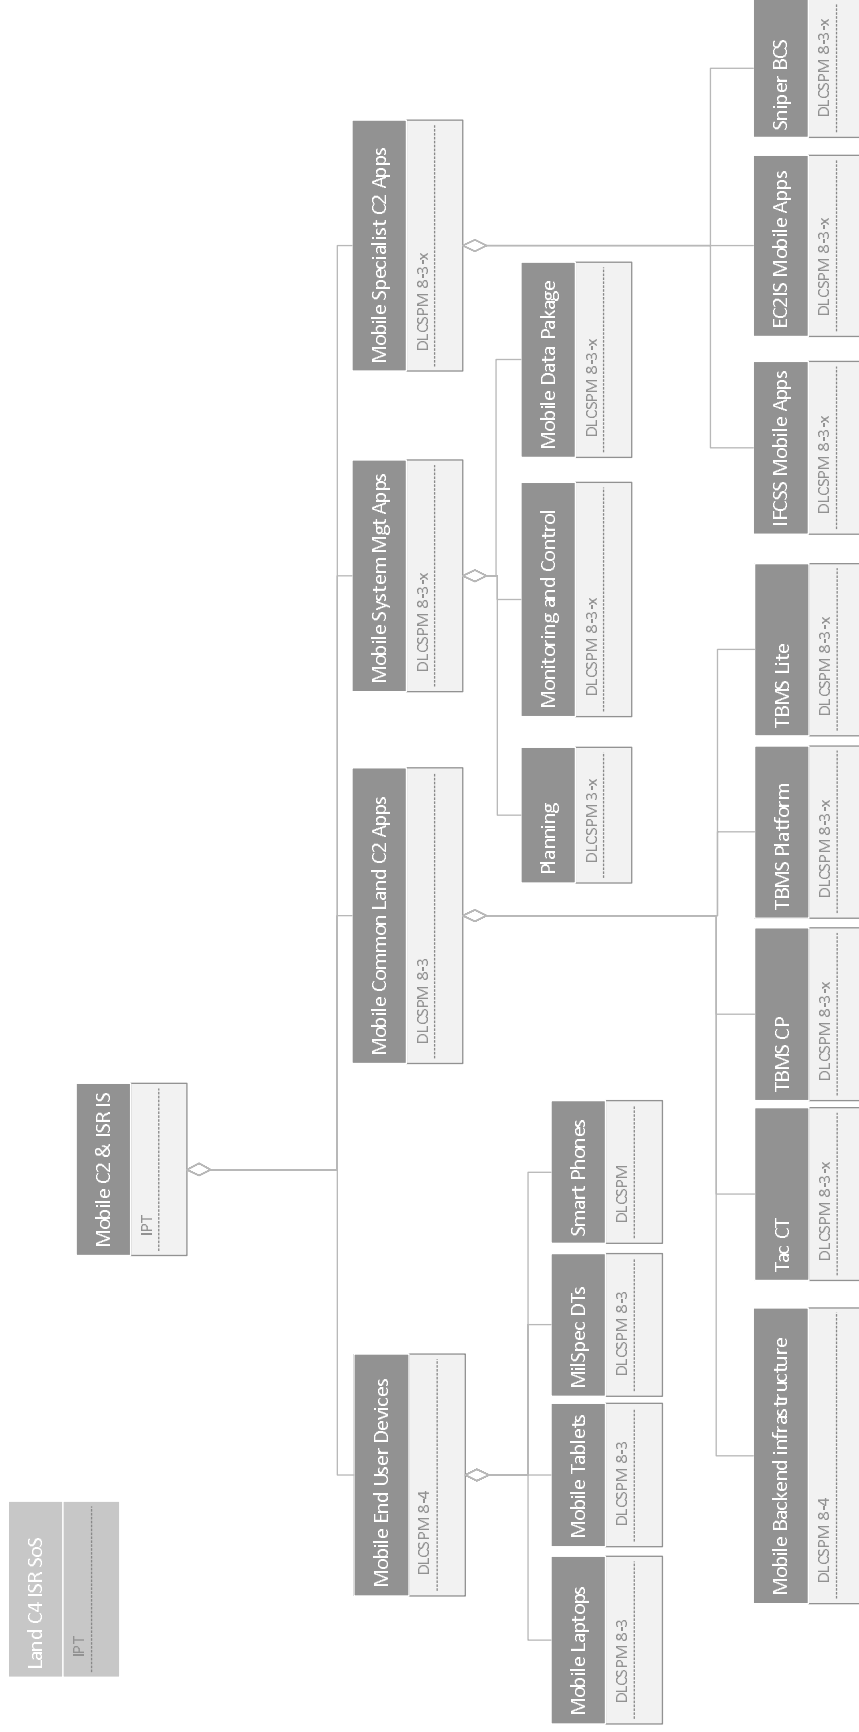 Land C4 ISR SoS
IPT
Mobile C2 & ISR IS
IPT
Mobile End User Devices
DLCSPM 8-4
Mobile Common Land C2 Apps
DLCSPM 8-3
Mobile System Mgt Apps
DLCSPM 8-3-x
Mobile Specialist C2 Apps
DLCSPM 8-3-x
Mobile Laptops
DLCSPM 8-3
Mobile Tablets
DLCSPM 8-3
MilSpec DTs
DLCSPM 8-3
Smart Phones
DLCSPM
Planning
DLCSPM 3-x
Monitoring and Control
DLCSPM 8-3-x
Mobile Data Pakage
DLCSPM 8-3-x
Mobile Backend infrastructure
DLCSPM 8-4
Tac CT
DLCSPM 8-3-x
TBMS CP
DLCSPM 8-3-x
TBMS Platform
DLCSPM 8-3-x
TBMS Lite
DLCSPM 8-3-x
IFCSS Mobile Apps
DLCSPM 8-3-x
EC2IS Mobile Apps
DLCSPM 8-3-x
Sniper BCS
DLCSPM 8-3-x